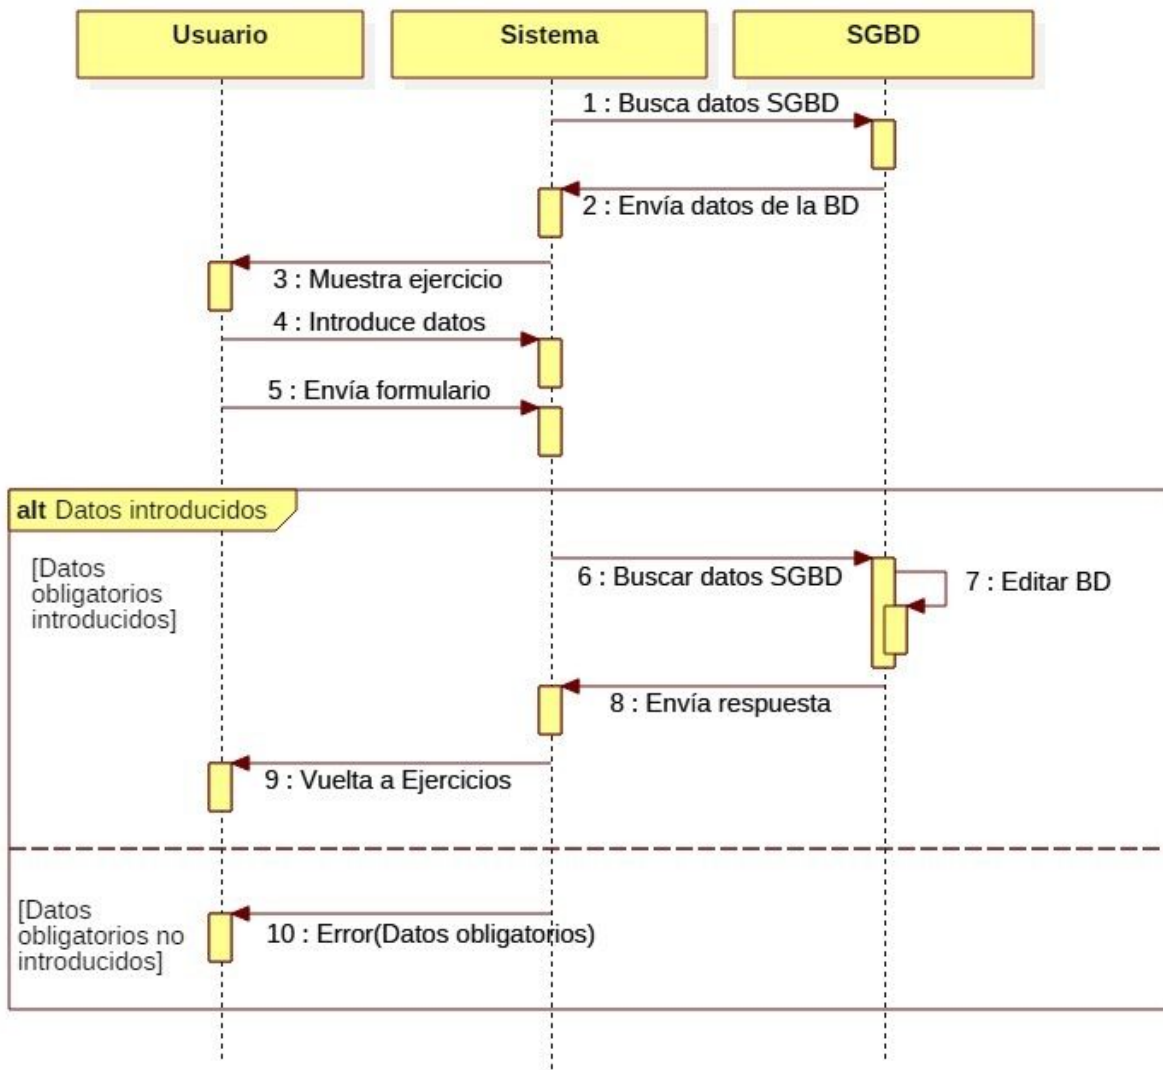 Usuario
Sistema
SGBD
1 : Busca datos SGBD
2 : Envía datos de la BD
3 : Muestra ejercicio
4 : Introduce datos
5 : Envía formulario
alt Datos introducidos
[Datos
obligatorios
introducidos]
6 : Buscar datos SGBD
7 : Editar BD
8 : Envía respuesta
9 : Vuelta a Ejercicios
[Datos
obligatorios no
introducidos]
10 : Error(Datos obligatorios)